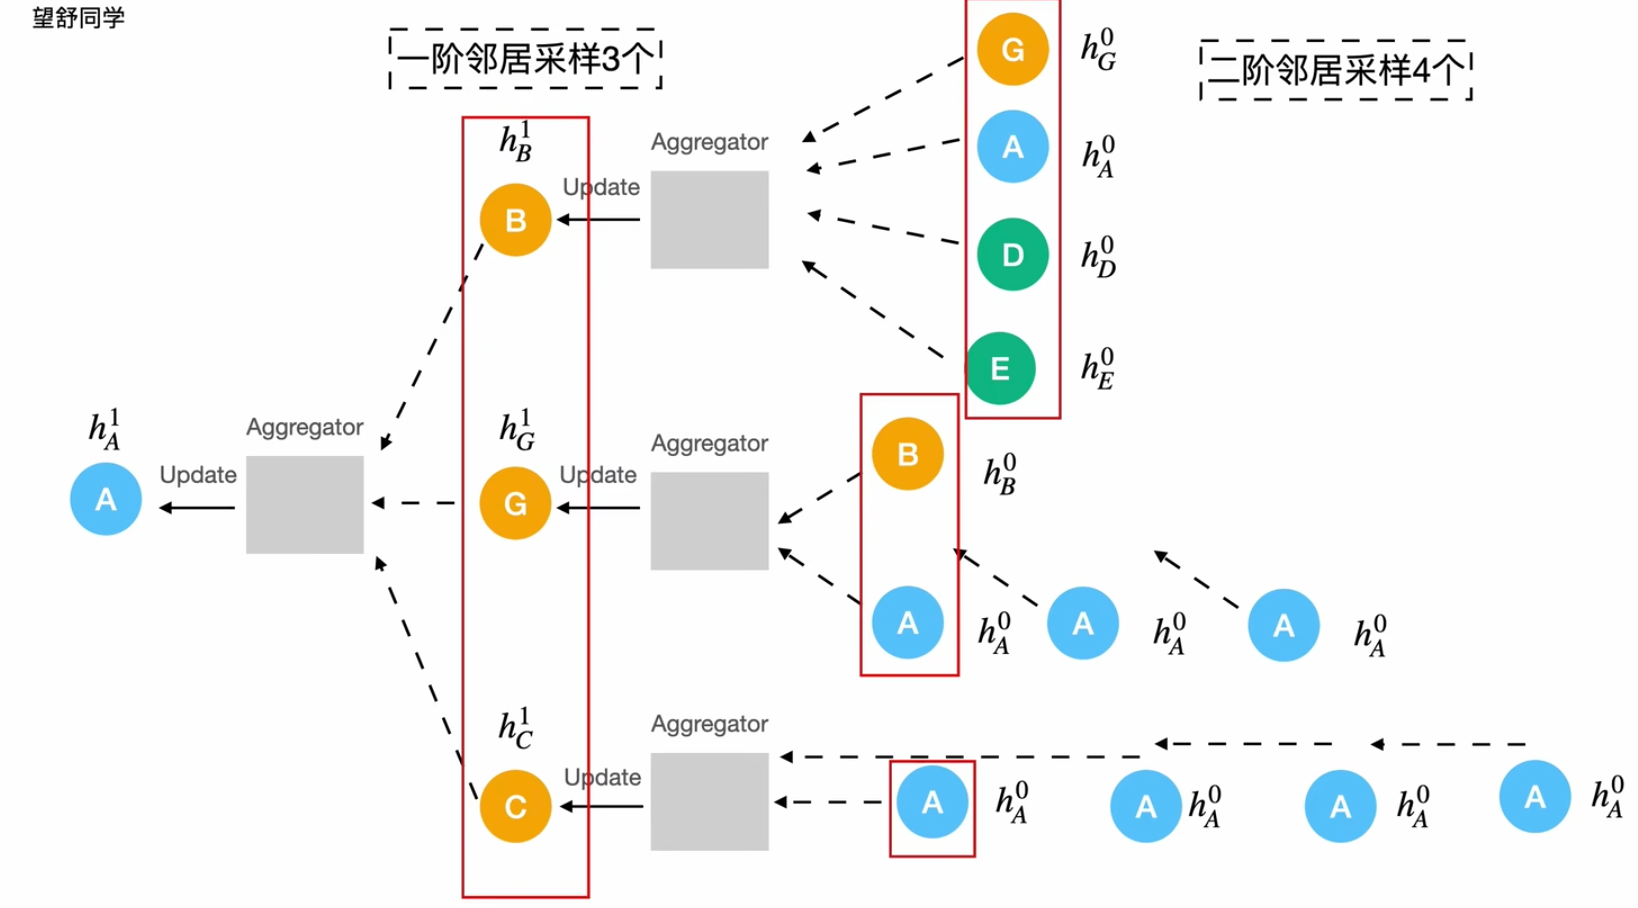 望舒同学
一阶邻居采样3个
二阶邻居采样4个
G
h_G^0
A
h_A^0
D
h_D^0
E
h_E^0
h_B^1
B
Update
Aggregator
h_A^1
A
Update
Aggregator
h_G^1
G
Update
Aggregator
B
h_B^0
A
h_A^0
A
h_A^0
A
h_A^0
h_C^1
C
Update
Aggregator
A
h_A^0
A
h_A^0
A
h_A^0
A
h_A^0